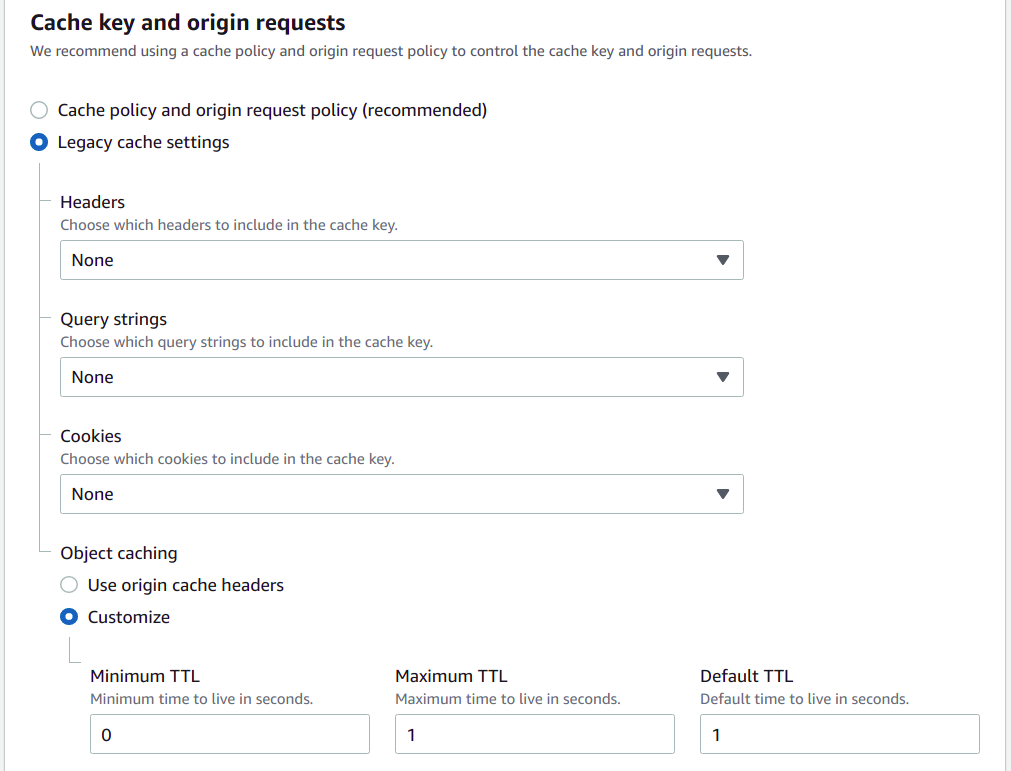 Cache key and origin requests
We recommend using a cache policy and origin request policy to control the cache key and origin requests.
Cache policy and origin request policy (recommended)
Legacy cache settings
Headers
Choose which headers to include in the cache key.
None
Query strings
Choose which query strings to include in the cache key.
None
Cookies
Choose which cookies to include in the cache key.
None
Object caching
Use origin cache headers
Customize
Minimum TTL Maximum TTL Default TTL
Minimum time to live in seconds. Maximum time to live in seconds. Default time to live in seconds.
0 1 1